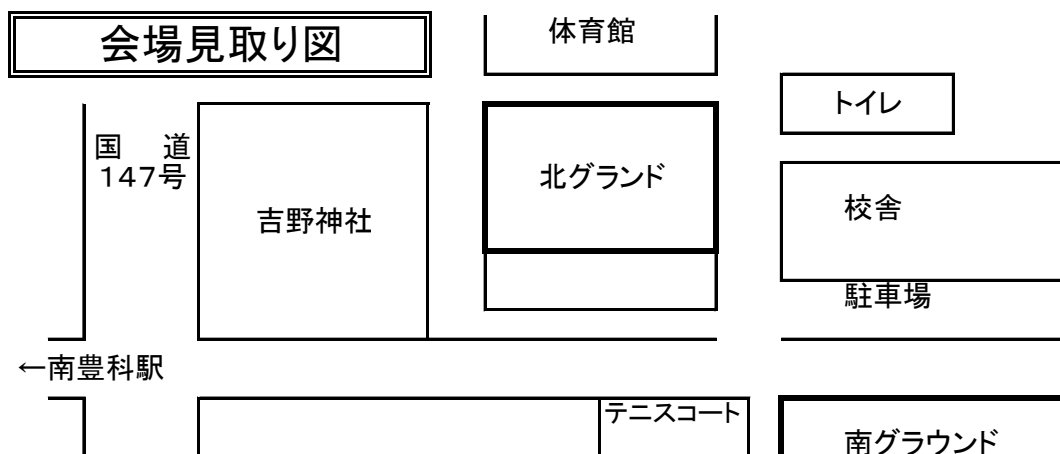 会場見取り図
体育館
トイレ
国 道
147号
北グランド
吉野神社
校舎
駐車場
←南豊科駅
テニスコート
南グラウンド